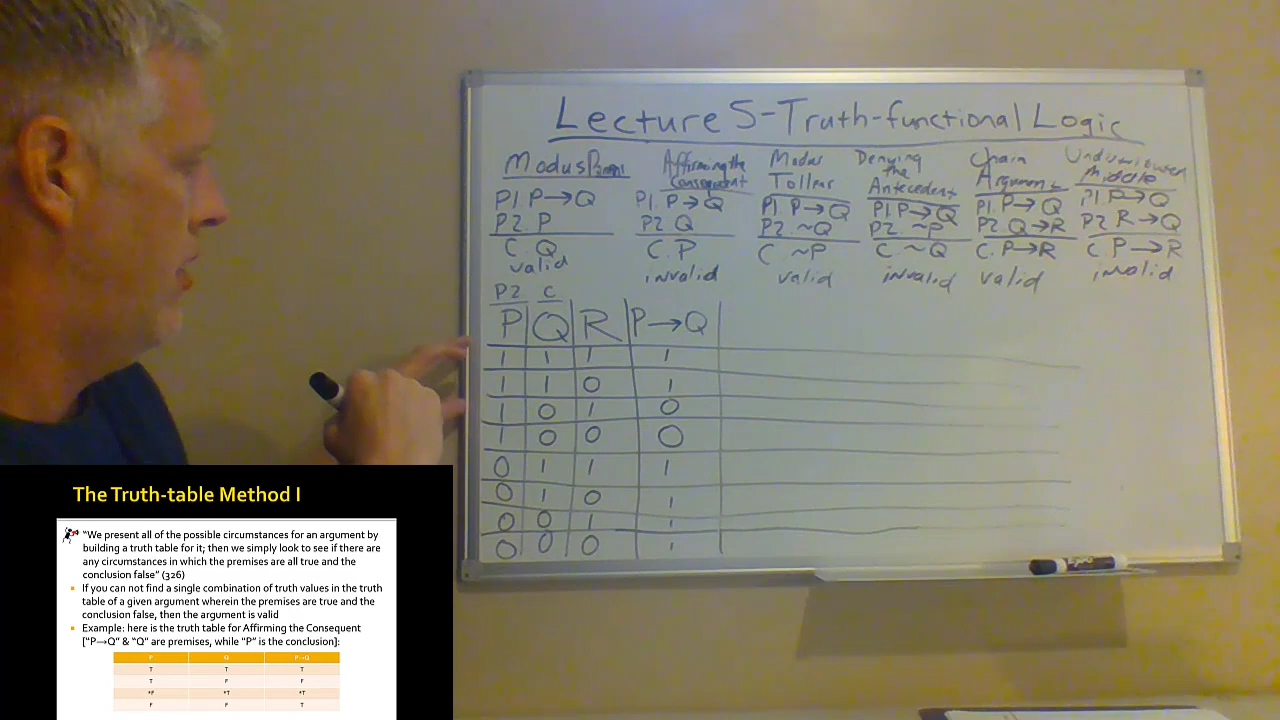 Lecture 5-Truth-functional Logic
Modus Ponens
P1. P→Q
P2. P
C. Q
valid
Affirming the
Consequent
P1. P→Q
P2. Q
C. P
invalid
Modus
Tollens
P1. P→Q
P2. ~Q
C. ~P
valid
Denying
the
Antecedent
P1. P→Q
P2. ~P
C. ~Q
invalid
Chain
Argument
P1. P→Q
P2. Q→R
C. P→R
valid
Undistributed
Middle
P1. P→Q
P2. R→Q
C. P→R
invalid
P2 C
P Q R P→Q
1 1 1 1
1 1 0 1
1 0 1 0
1 0 0 0
0 1 1 1
0 1 0 1
0 0 1 1
0 0 0 1
The Truth-table Method I
“We present all of the possible circumstances for an argument by
building a truth table for it; then we simply look to see if there are
any circumstances in which the premises are all true and the
conclusion false” (326)
If you can not find a single combination of truth values in the truth
table of a given argument wherein the premises are true and the
conclusion false, then the argument is valid
Example: here is the truth table for Affirming the Consequent
[“P→Q” & “Q” are premises, while “P” is the conclusion]:
P Q P→Q
T T T
T F F
*F *T *T
F F T